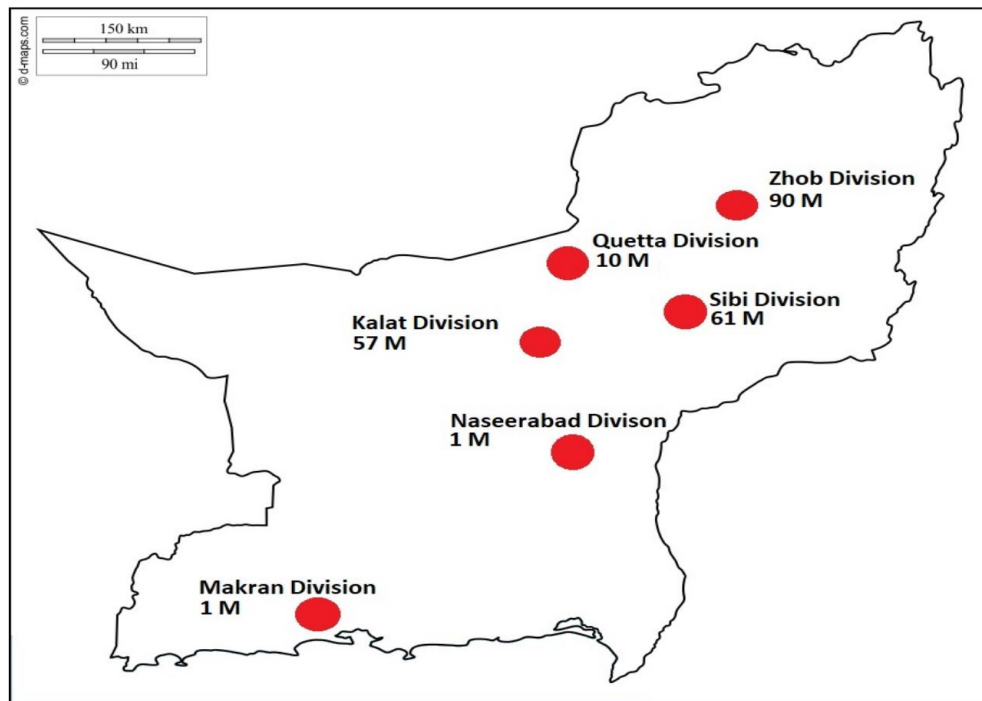 150 km
90 mi
© d-maps.com
Zhob Division
90 M
Quetta Division
10 M
Sibi Division
61 M
Kalat Division
57 M
Naseerabad Divison
1 M
Makran Division
1 M